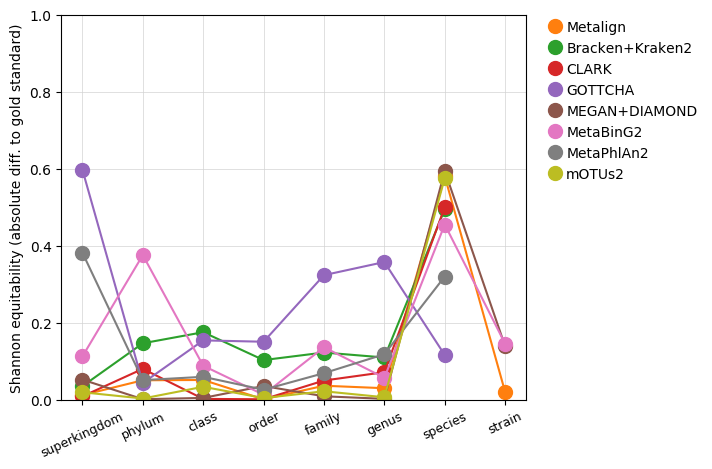 Shannon equitability (absolute diff. to gold standard)
1.0
0.8
0.6
0.4
0.2
0.0
superkingdom
phylum
class
order
family
genus
species
strain
Metalign
Bracken+Kraken2
CLARK
GOTTCHA
MEGAN+DIAMOND
MetaBinG2
MetaPhlAn2
mOTUs2